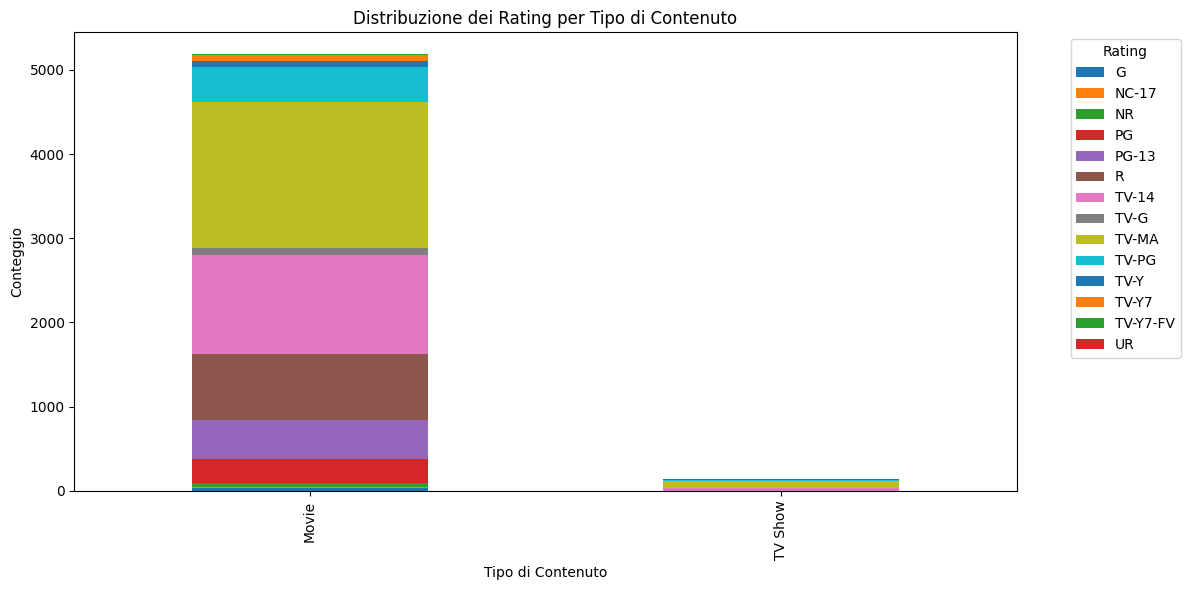 Distribuzione dei Rating per Tipo di Contenuto
Conteggio
5000
4000
3000
2000
1000
0
Movie
TV Show
Tipo di Contenuto
Rating
G
NC-17
NR
PG
PG-13
R
TV-14
TV-G
TV-MA
TV-PG
TV-Y
TV-Y7
TV-Y7-FV
UR